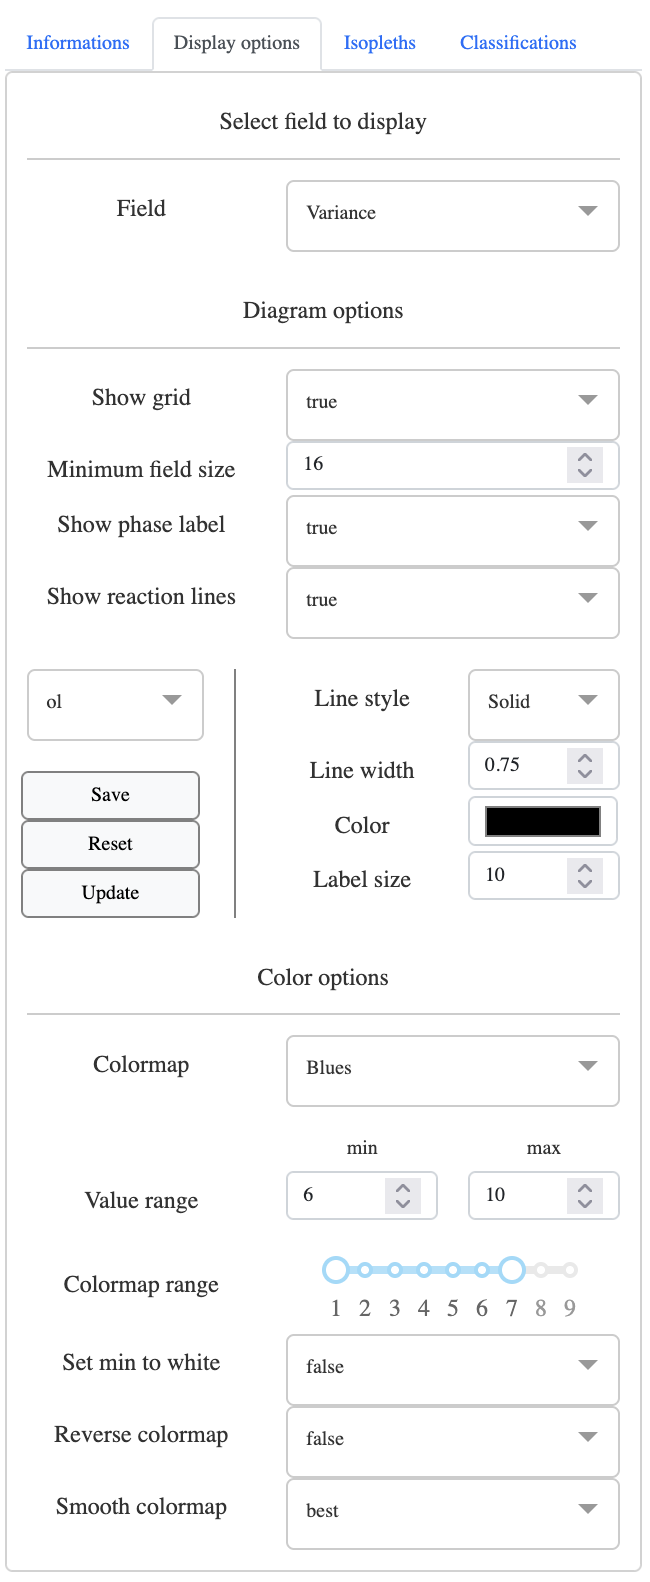 Informations Display options Isopleths Classifications
Select field to display
Field Variance
Diagram options
Show grid true
Minimum field size 16
Show phase label true
Show reaction lines true
ol
Save
Reset
Update
Line style Solid
Line width 0.75
Color
Label size 10
Color options
Colormap Blues
min max
Value range 6 10
Colormap range
1 2 3 4 5 6 7 8 9
Set min to white false
Reverse colormap false
Smooth colormap best